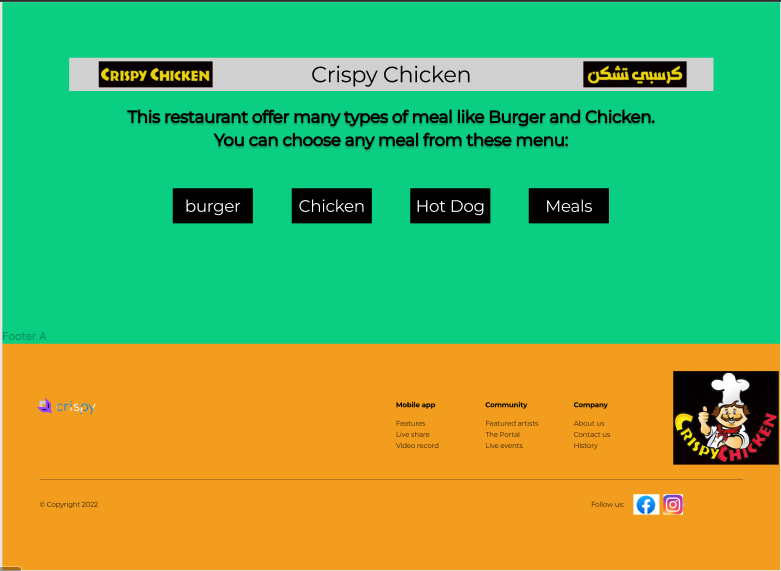 CRISPY CHICKEN
Crispy Chicken
كرسبي تشكن
This restaurant offer many types of meal like Burger and Chicken.
You can choose any meal from these menu:
burger
Chicken
Hot Dog
Meals
Footer A
crispy
Mobile app
Features
Live share
Video record
Community
Featured artists
The Portal
Live events
Company
About us
Contact us
History
CRISPY CHICKEN
© Copyright 2022
Follow us: